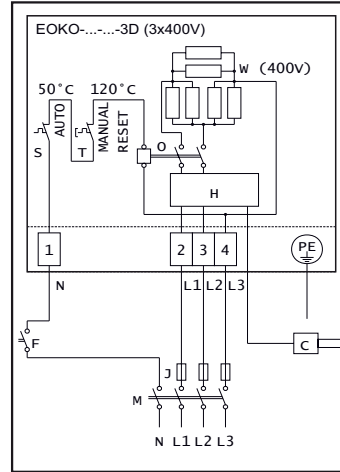 EOKO-...-...-3D (3x400V)
W (400V)
50°C 120°C
AUTO
MANUAL
RESET
S T O
H
1 2 3 4 PE
N L1 L2 L3
F C
J
M
N L1 L2 L3